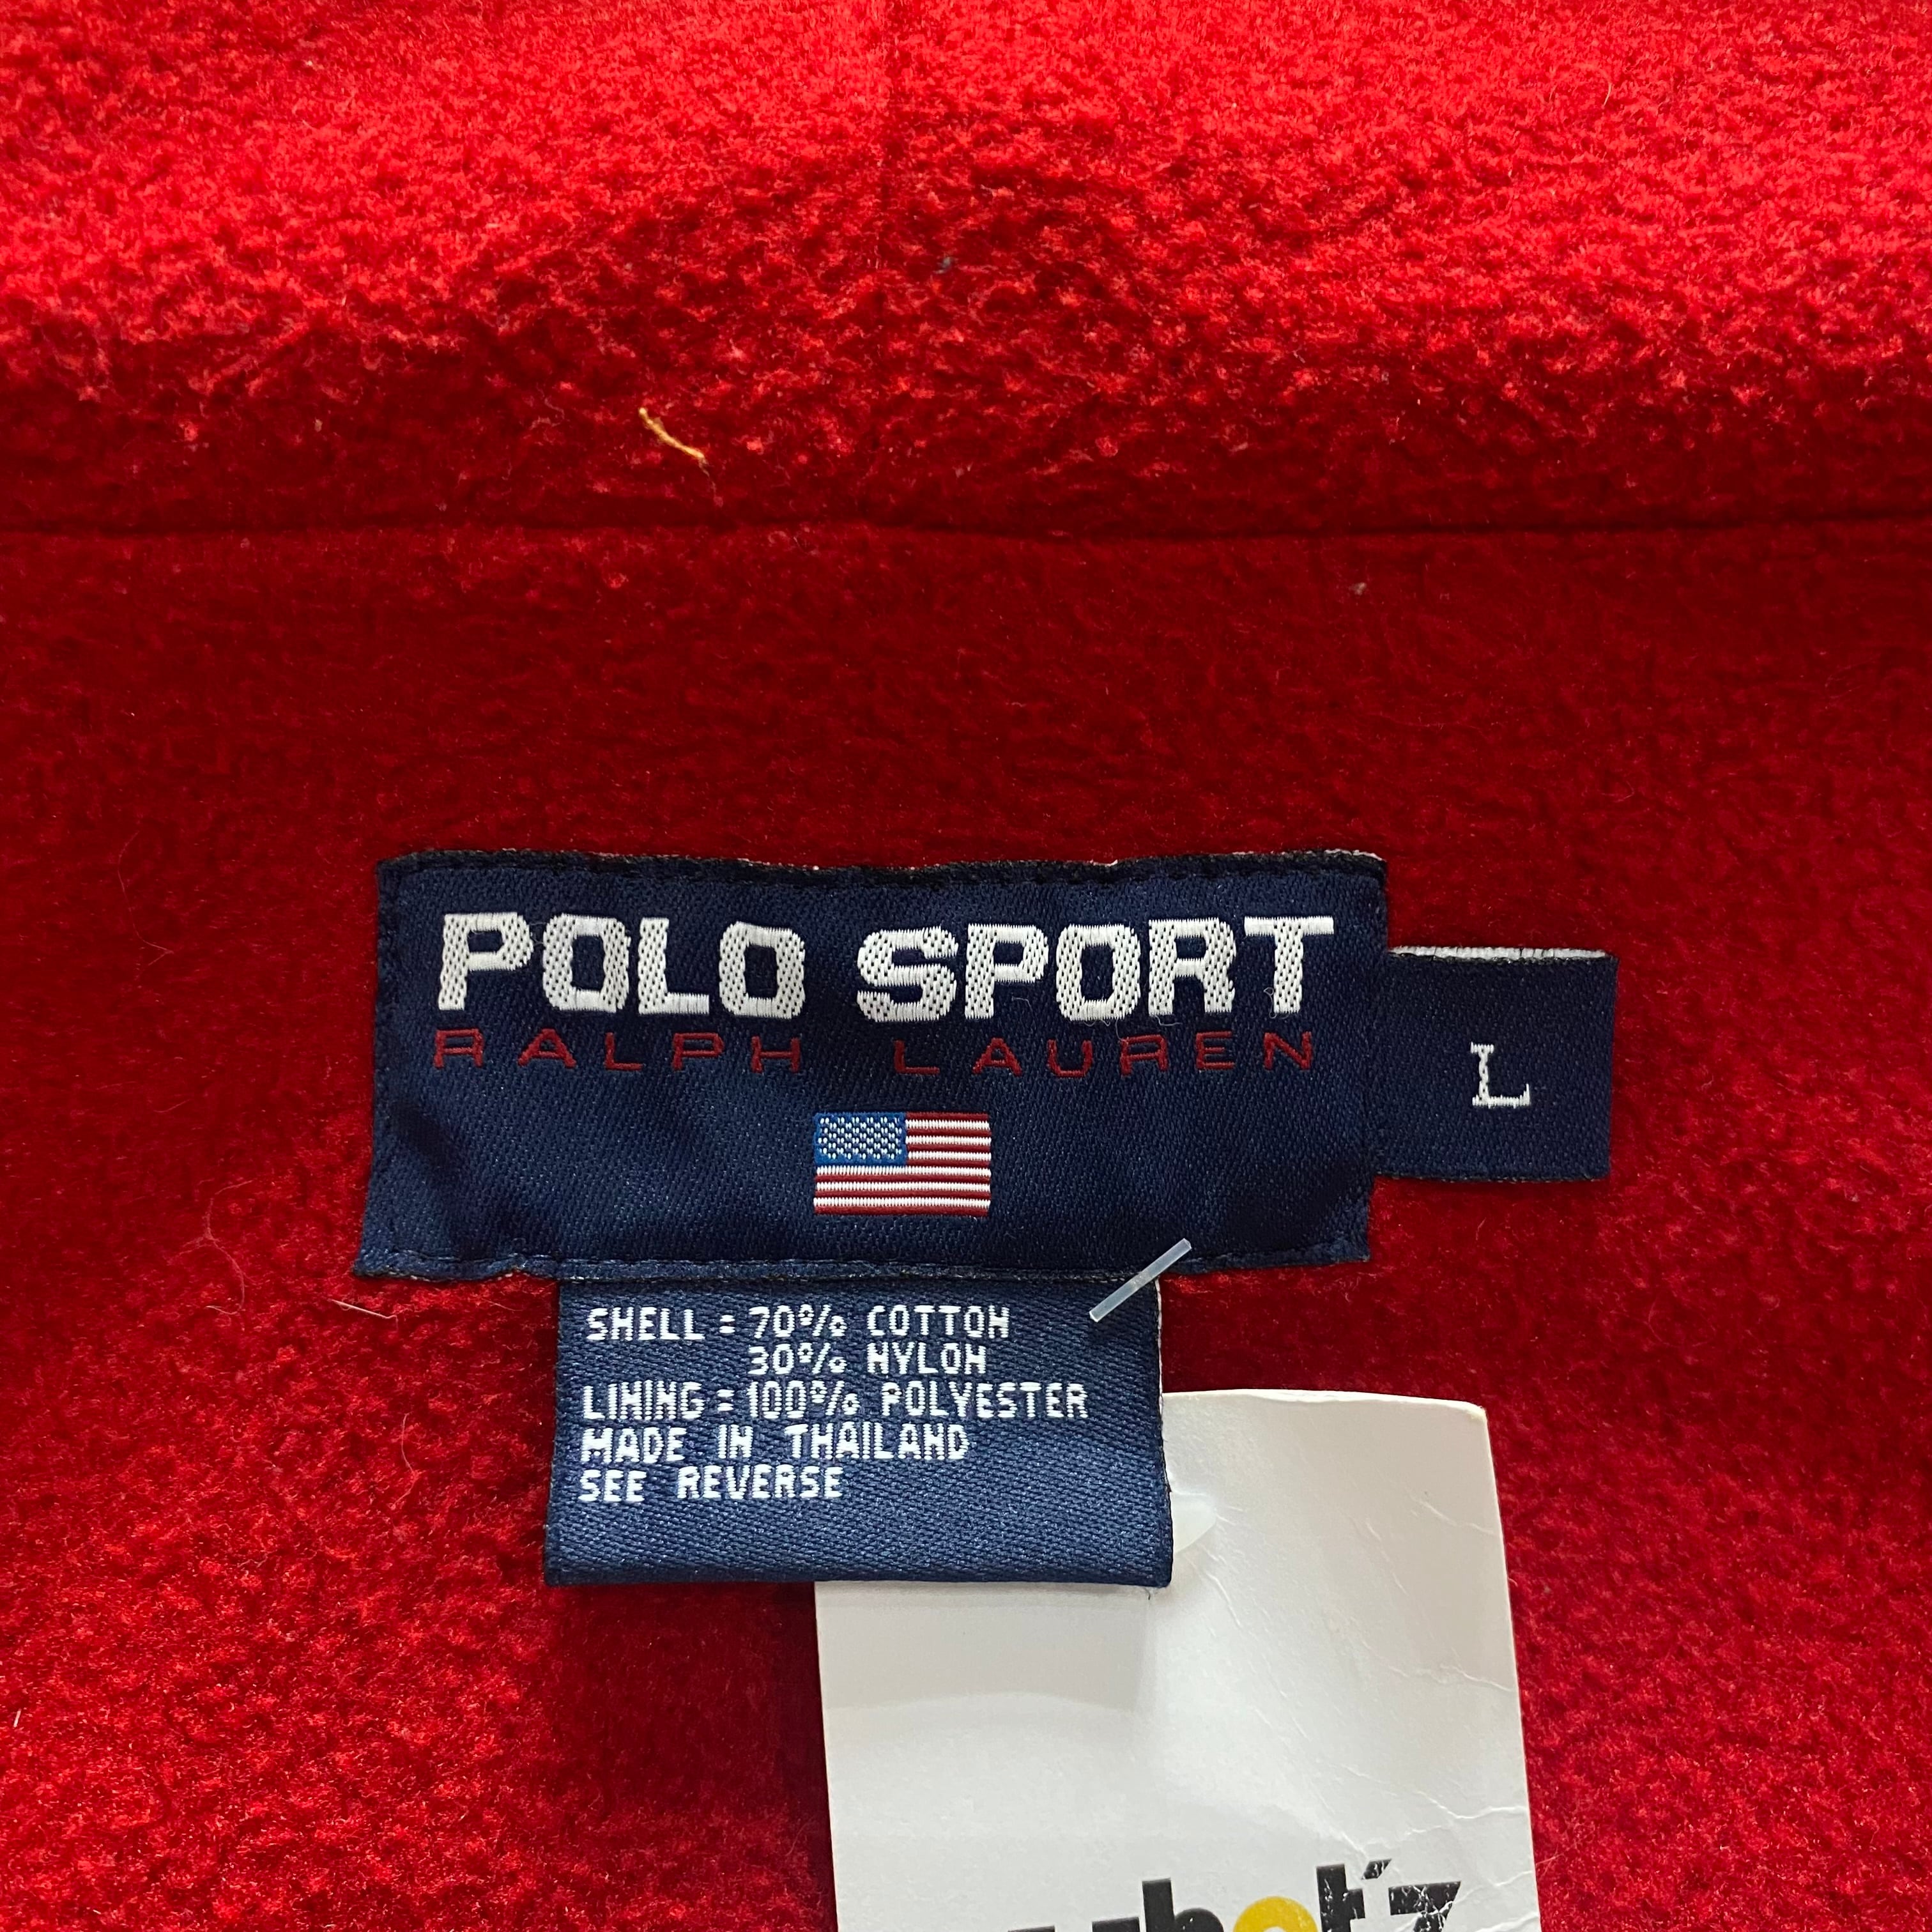 POLO SPORT
RALPH LAUREN
L
SHELL = 70% COTTON
30% NYLON
LINING = 100% POLYESTER
MADE IN THAILAND
SEE REVERSE